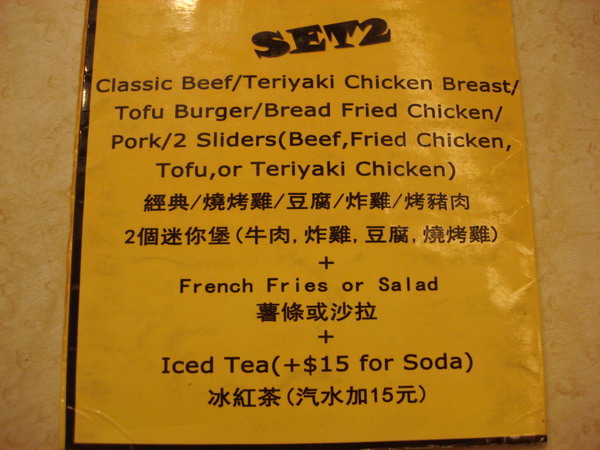 SET2
Classic Beef/Teriyaki Chicken Breast/
Tofu Burger/Bread Fried Chicken/
Pork/2 Sliders(Beef,Fried Chicken,
Tofu,or Teriyaki Chicken)
經典/燒烤雞/豆腐/炸雞/烤豬肉
2個迷你堡(牛肉,炸雞,豆腐,燒烤雞)
+
French Fries or Salad
薯條或沙拉
+
Iced Tea(+$15 for Soda)
冰紅茶(汽水加15元)